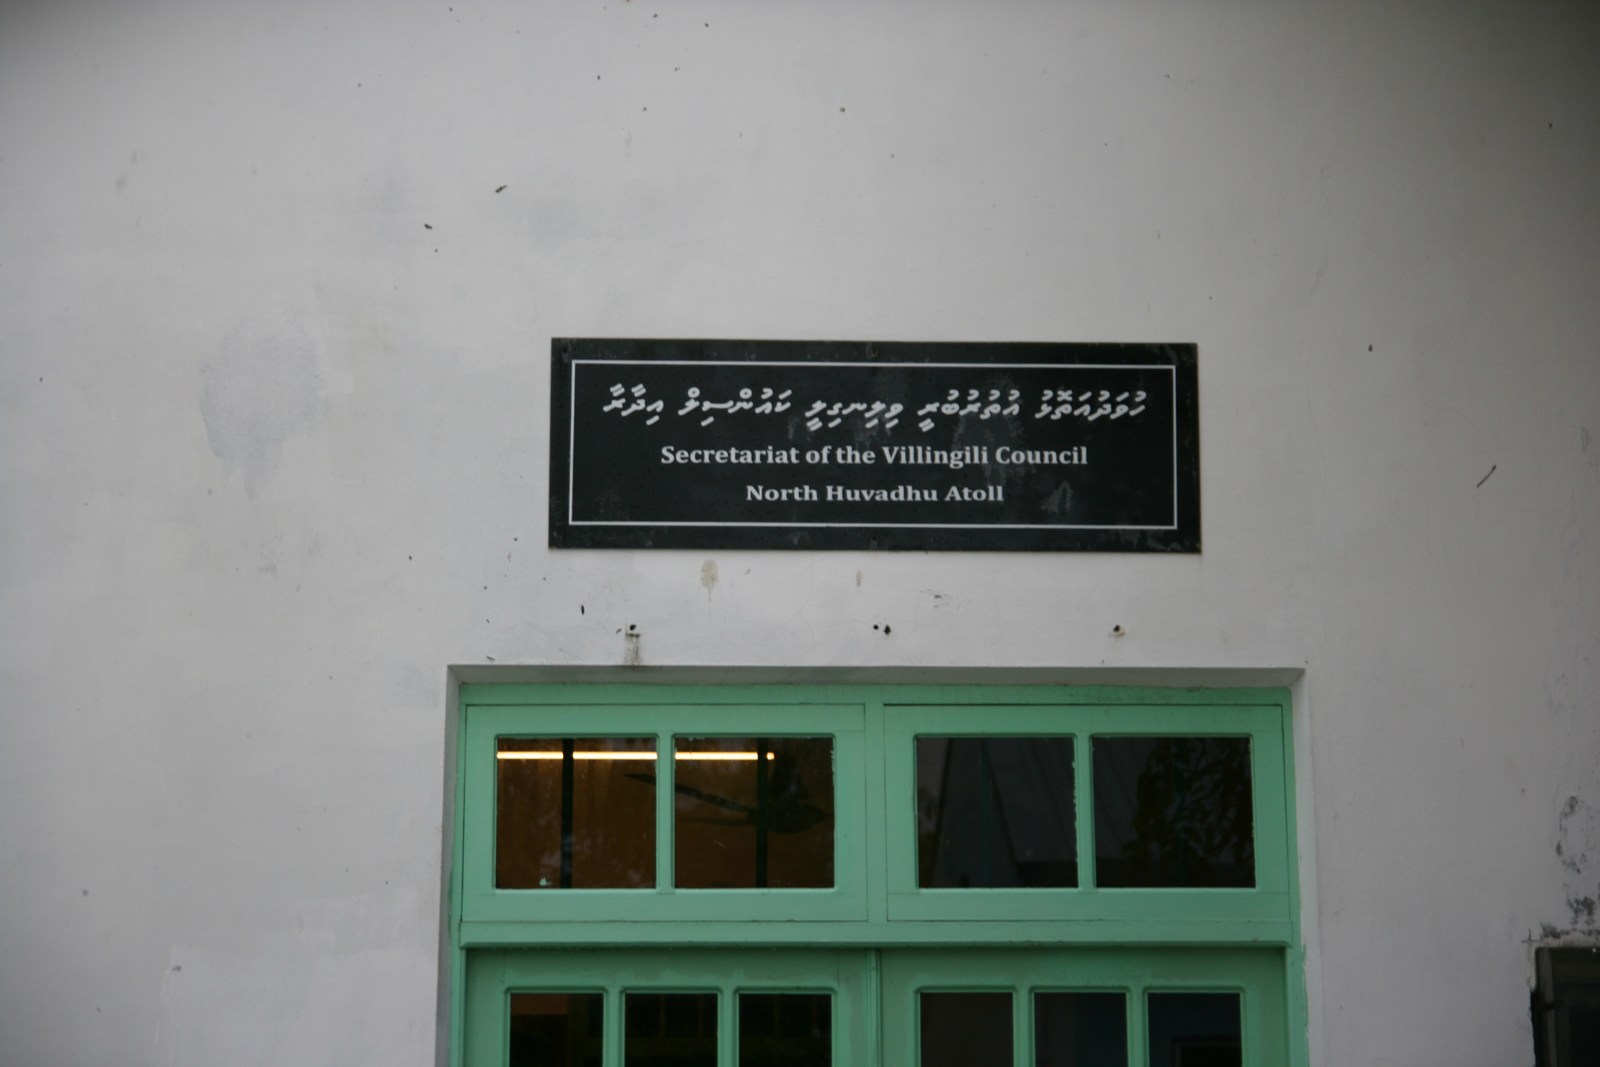 ހުވަދުއަތޮޅު އުތުރުބުރީ ވިލިނގިލީ ކައުންސިލް އިދާރާ
Secretariat of the Villingili Council
North Huvadhu Atoll